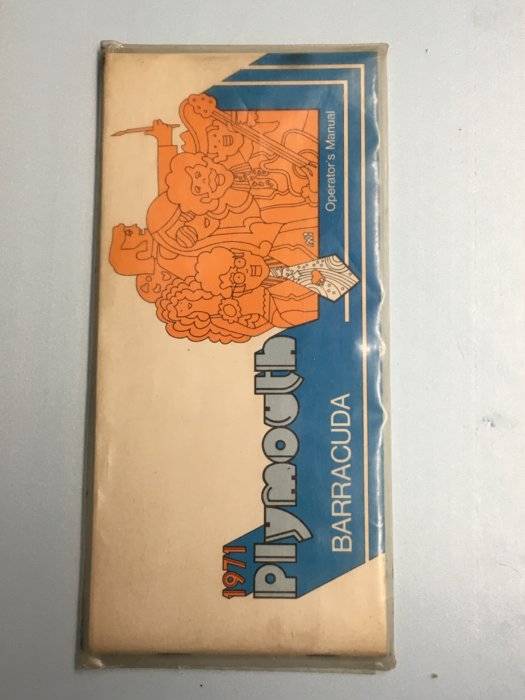 1971
Plymouth
BARRACUDA
Operator's Manual